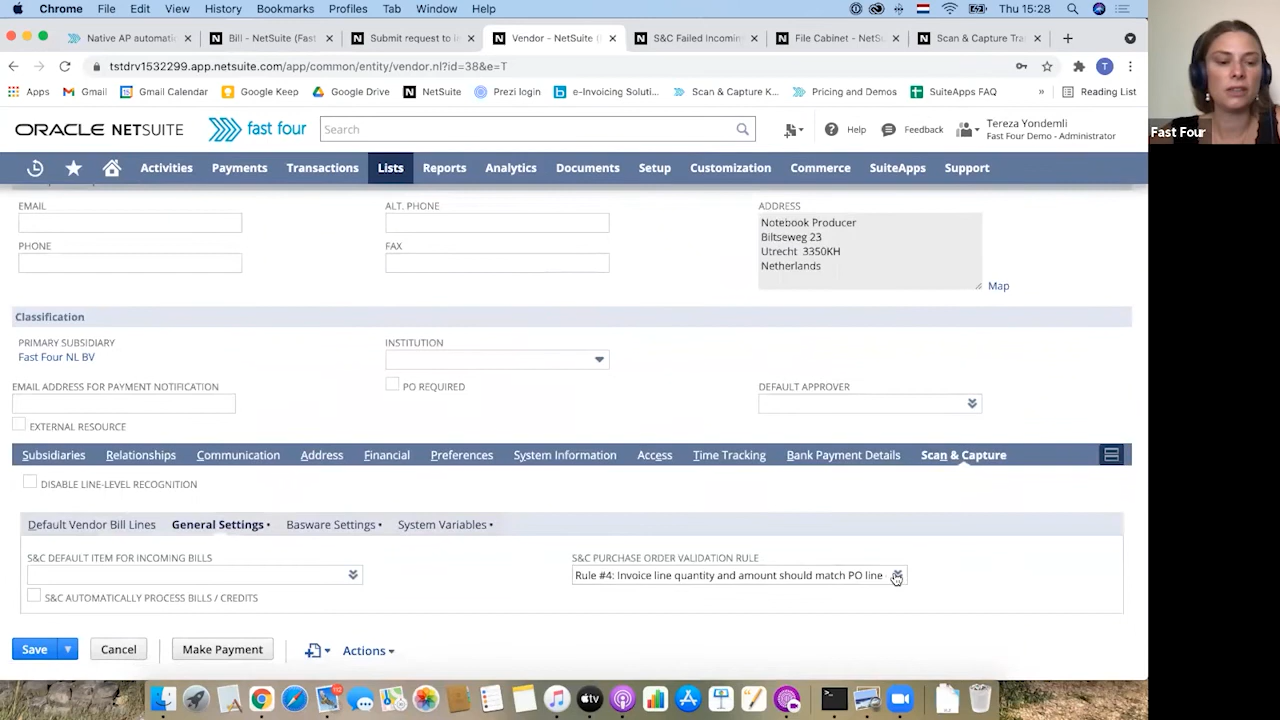 Chrome File Edit View History Bookmarks Profiles Tab Window Help Thu 15:28
Native AP automatic Bill - NetSuite (Fast Submit request to i Vendor - NetSuite ( S&C Failed Incomin File Cabinet - NetSu Scan & Capture Tra
tstdrv1532299.app.netsuite.com/app/common/entity/vendor.nl?id=38&e=T T
Apps Gmail Gmail Calendar Google Keep Google Drive NetSuite Prezi login e-Invoicing Soluti... Scan & Capture K... Pricing and Demos SuiteApps FAQ » Reading List
ORACLE NETSUITE fast four Search Help Feedback Tereza Yondemli
Fast Four Demo - Administrator
Fast Four
Activities Payments Transactions Lists Reports Analytics Documents Setup Customization Commerce SuiteApps Support
EMAIL ALT. PHONE ADDRESS
Notebook Producer
Biltseweg 23
Utrecht 3350KH
Netherlands
PHONE FAX
Map
Classification
PRIMARY SUBSIDIARY INSTITUTION
Fast Four NL BV
EMAIL ADDRESS FOR PAYMENT NOTIFICATION PO REQUIRED DEFAULT APPROVER
EXTERNAL RESOURCE
Subsidiaries Relationships Communication Address Financial Preferences System Information Access Time Tracking Bank Payment Details Scan & Capture
DISABLE LINE-LEVEL RECOGNITION
Default Vendor Bill Lines General Settings • Basware Settings • System Variables •
S&C DEFAULT ITEM FOR INCOMING BILLS S&C PURCHASE ORDER VALIDATION RULE
Rule #4: Invoice line quantity and amount should match PO line
S&C AUTOMATICALLY PROCESS BILLS / CREDITS
Save Cancel Make Payment Actions